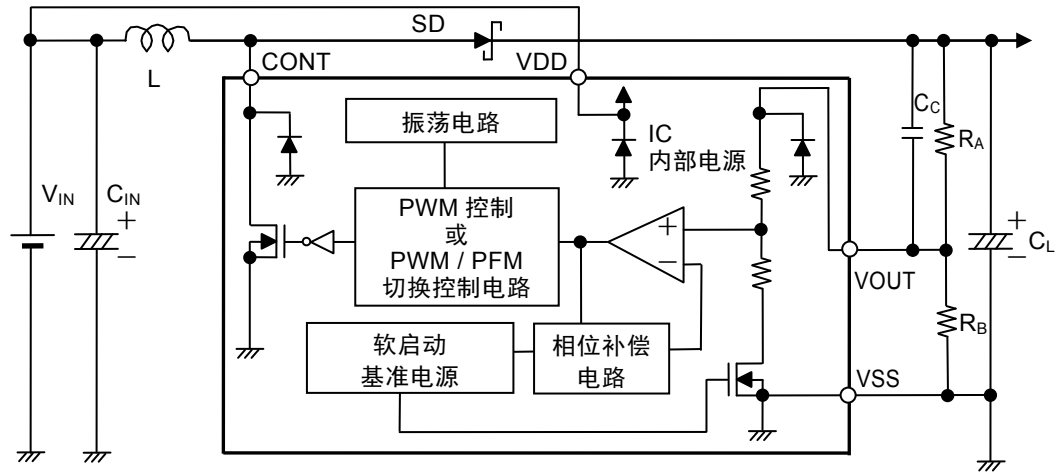 SD
L
CONT
VDD
振荡电路
IC
内部电源
CC
RA
VIN
CIN
+
−
PWM 控制
或
PWM / PFM
切换控制电路
+
−
+
−
CL
VOUT
RB
软启动
基准电源
相位补偿
电路
VSS